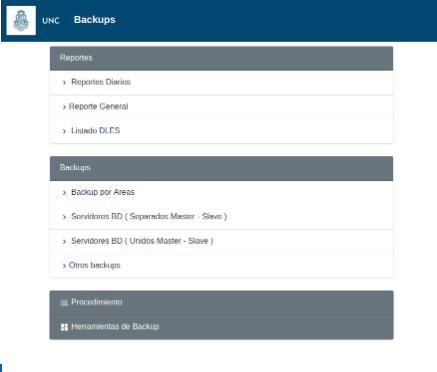 UNC Backups
Reportes
Reportes Diarios
Reporte General
Listado DLES
Backups
Backup por Areas
Servidores BD ( Separados Master - Slave )
Servidores BD ( Unidos Master - Slave )
Otros backups
Procedimiento
Herramientas de Backup